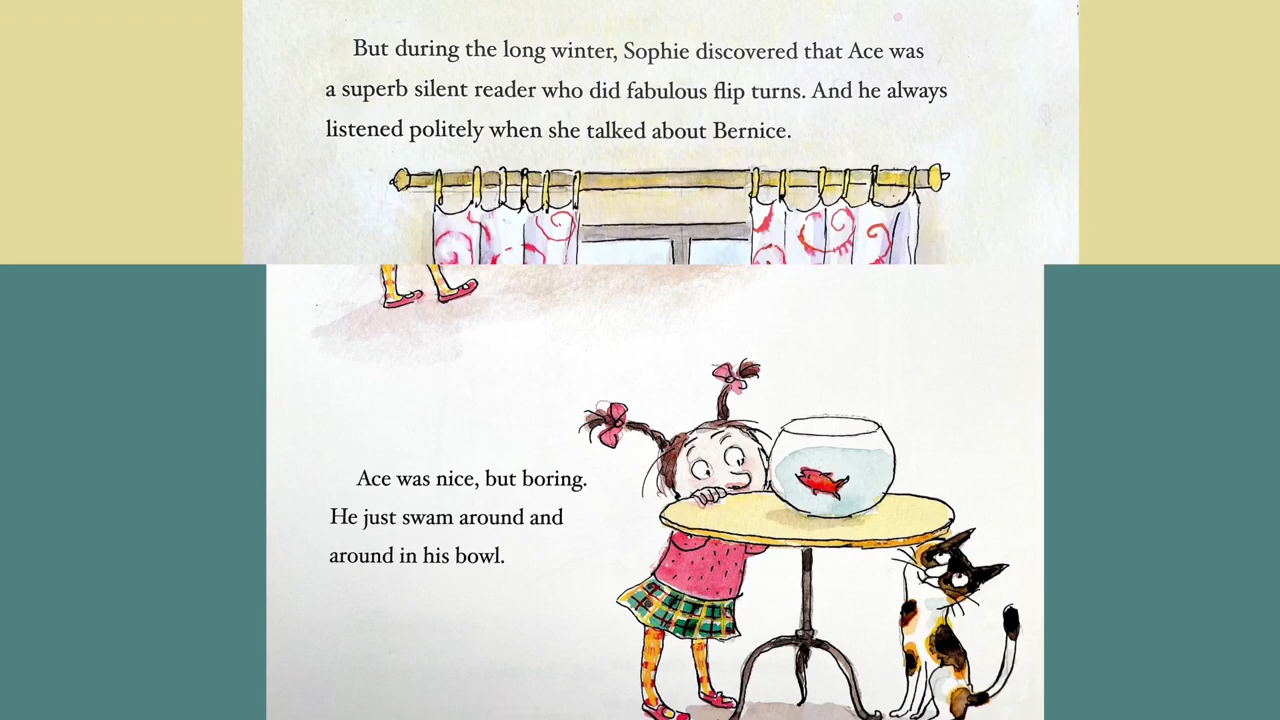 But during the long winter, Sophie discovered that Ace was
a superb silent reader who did fabulous flip turns. And he always
listened politely when she talked about Bernice.
Ace was nice, but boring.
He just swam around and
around in his bowl.